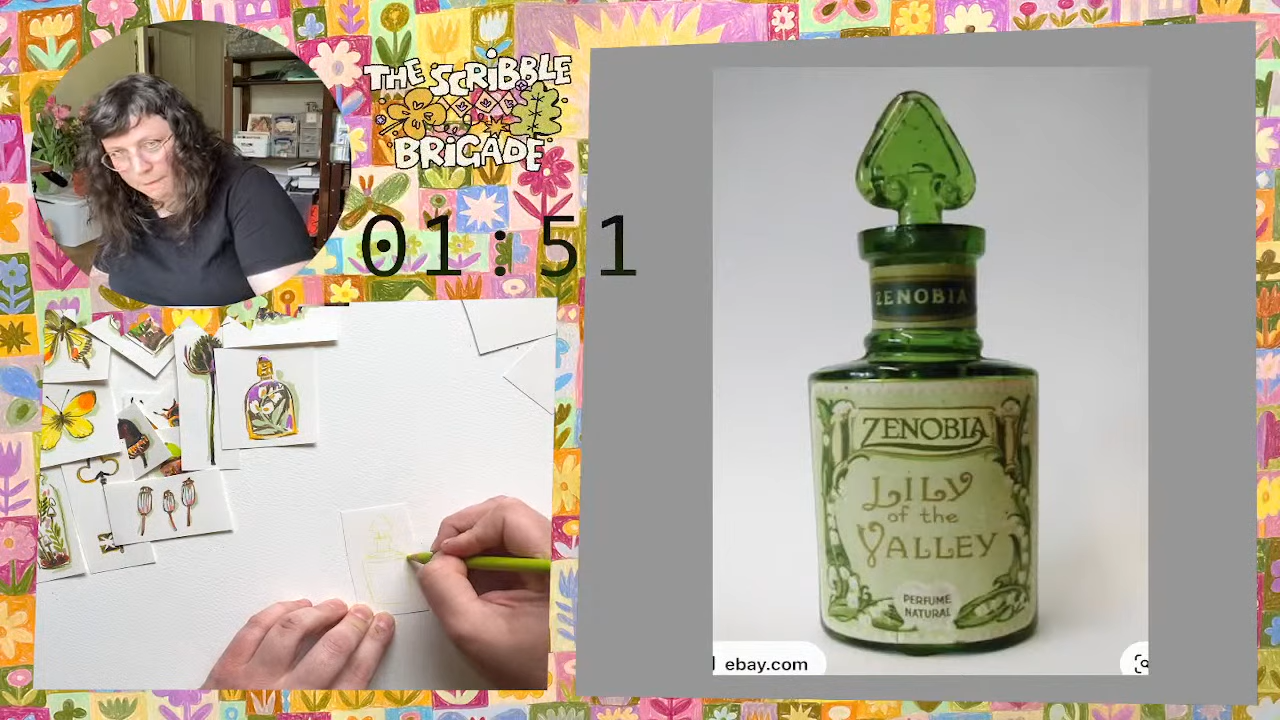 THE SCRIBBLE
BRIGADE
01:51
ZENOBIA
ZENOBIA
LILY
of the
VALLEY
PERFUME
NATURAL
ebay.com